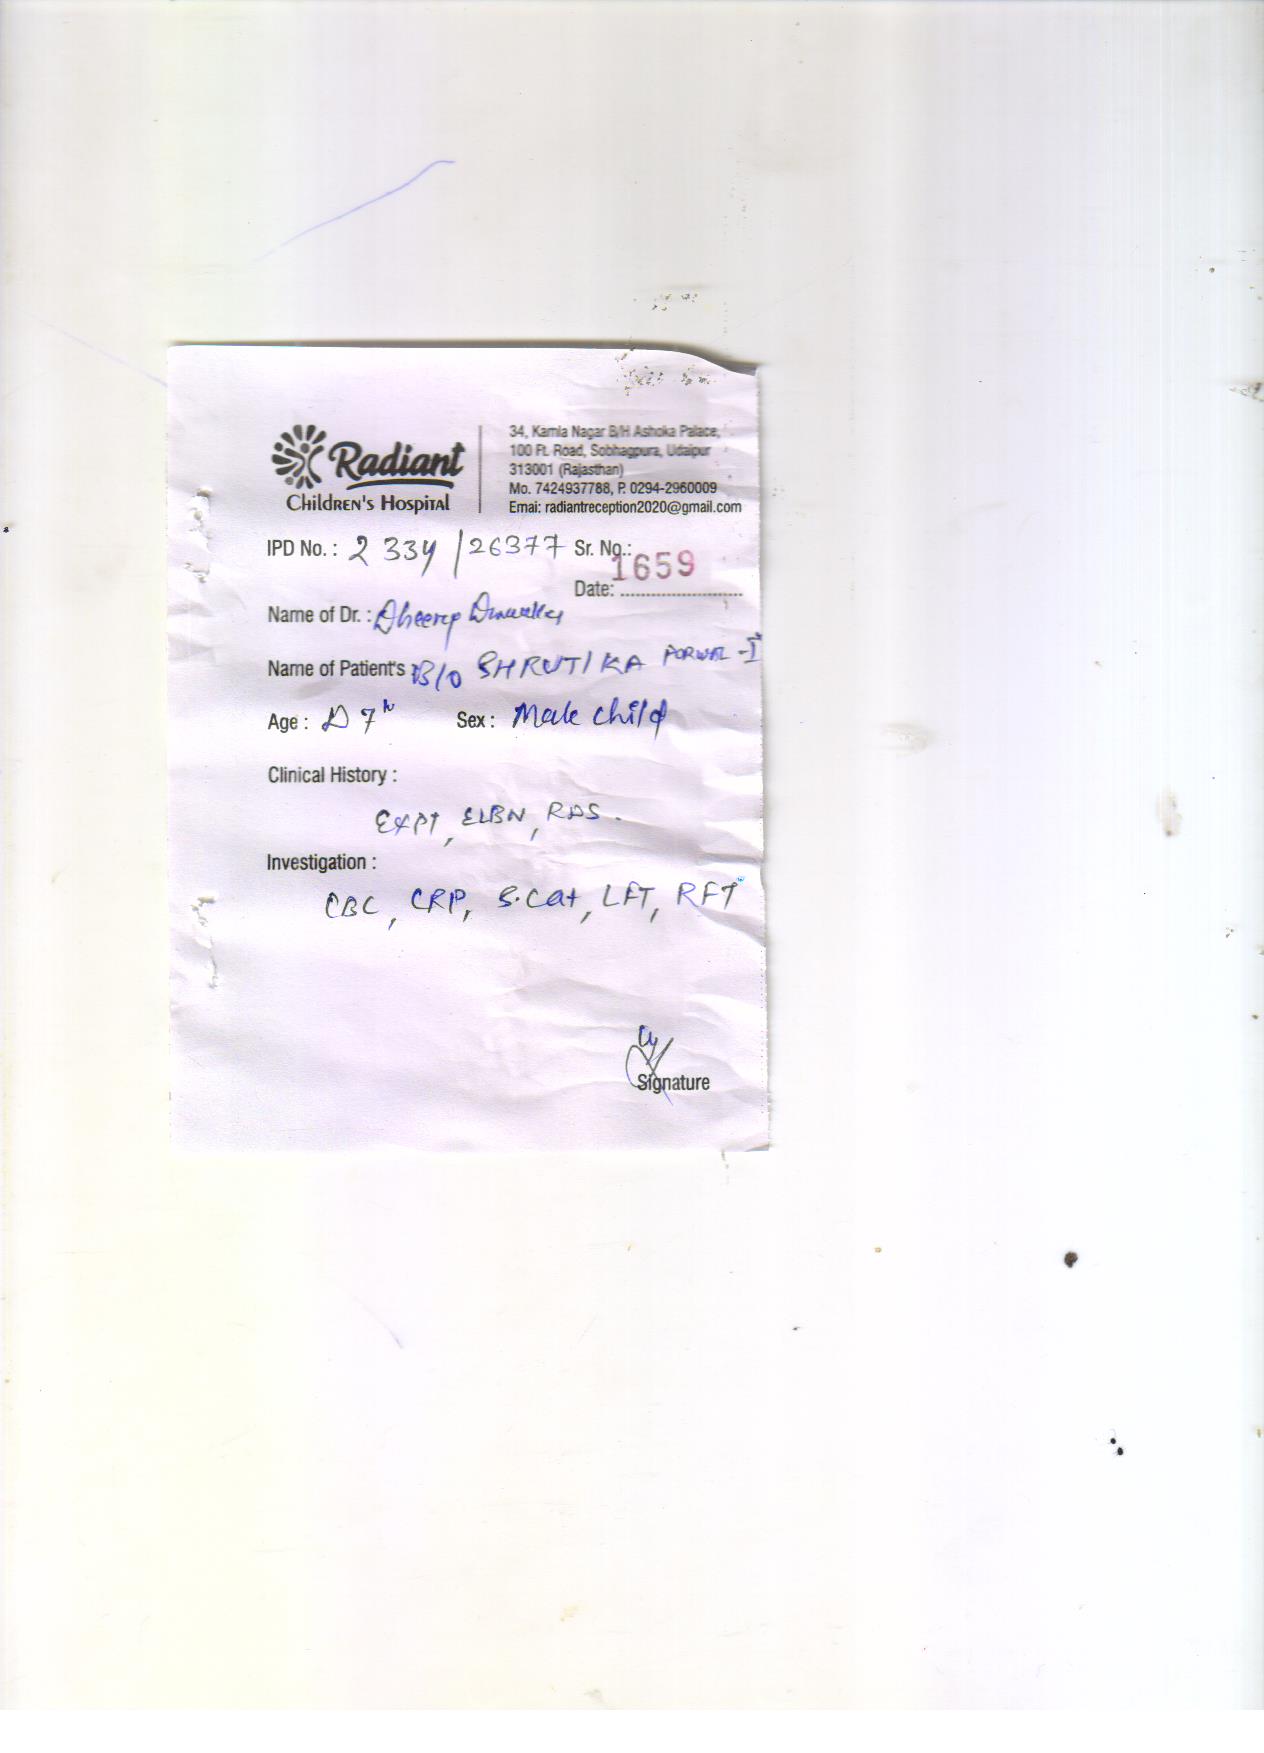 Radiant
Children's Hospital
34, Kamla Nagar B/H Ashoka Palace,
100 Ft. Road, Sobhagpura, Udaipur
313001 (Rajasthan)
Mo. 7424937788, P. 0294-2960009
Emai: radiantreception2020@gmail.com
IPD No. : 2334/26377 Sr. No.: 1659
Date: ........................
Name of Dr. :
Name of Patient's B/O SHRUTIKA PORWAL -I
Age : D 7 Sex : Male child
Clinical History :
EXPT, ELBN, RDS.
Investigation :
CBC, CRP, S.Cat, LFT, RFT
Signature